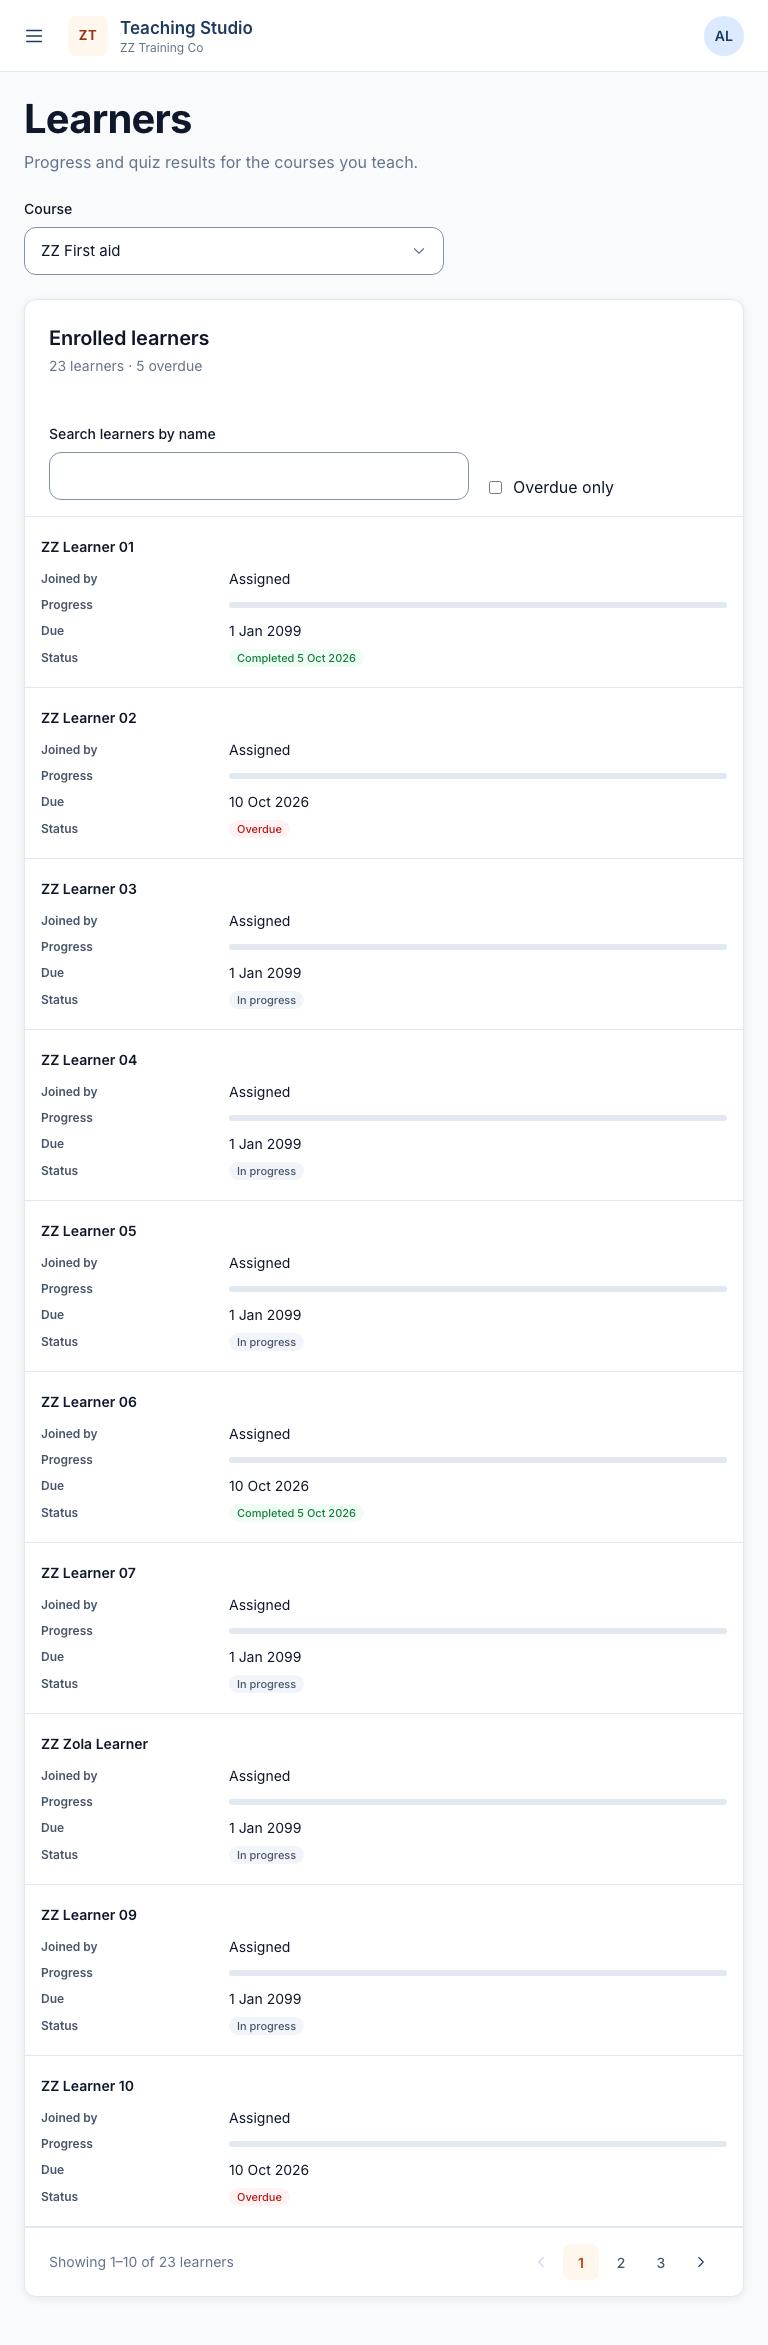 ZT
Teaching Studio
ZZ Training Co
AL
Learners
Progress and quiz results for the courses you teach.
Course
ZZ First aid
Enrolled learners
23 learners · 5 overdue
Search learners by name
Overdue only
ZZ Learner 01
Joined by Assigned
Progress
Due 1 Jan 2099
Status Completed 5 Oct 2026
ZZ Learner 02
Joined by Assigned
Progress
Due 10 Oct 2026
Status Overdue
ZZ Learner 03
Joined by Assigned
Progress
Due 1 Jan 2099
Status In progress
ZZ Learner 04
Joined by Assigned
Progress
Due 1 Jan 2099
Status In progress
ZZ Learner 05
Joined by Assigned
Progress
Due 1 Jan 2099
Status In progress
ZZ Learner 06
Joined by Assigned
Progress
Due 10 Oct 2026
Status Completed 5 Oct 2026
ZZ Learner 07
Joined by Assigned
Progress
Due 1 Jan 2099
Status In progress
ZZ Zola Learner
Joined by Assigned
Progress
Due 1 Jan 2099
Status In progress
ZZ Learner 09
Joined by Assigned
Progress
Due 1 Jan 2099
Status In progress
ZZ Learner 10
Joined by Assigned
Progress
Due 10 Oct 2026
Status Overdue
Showing 1–10 of 23 learners 1 2 3